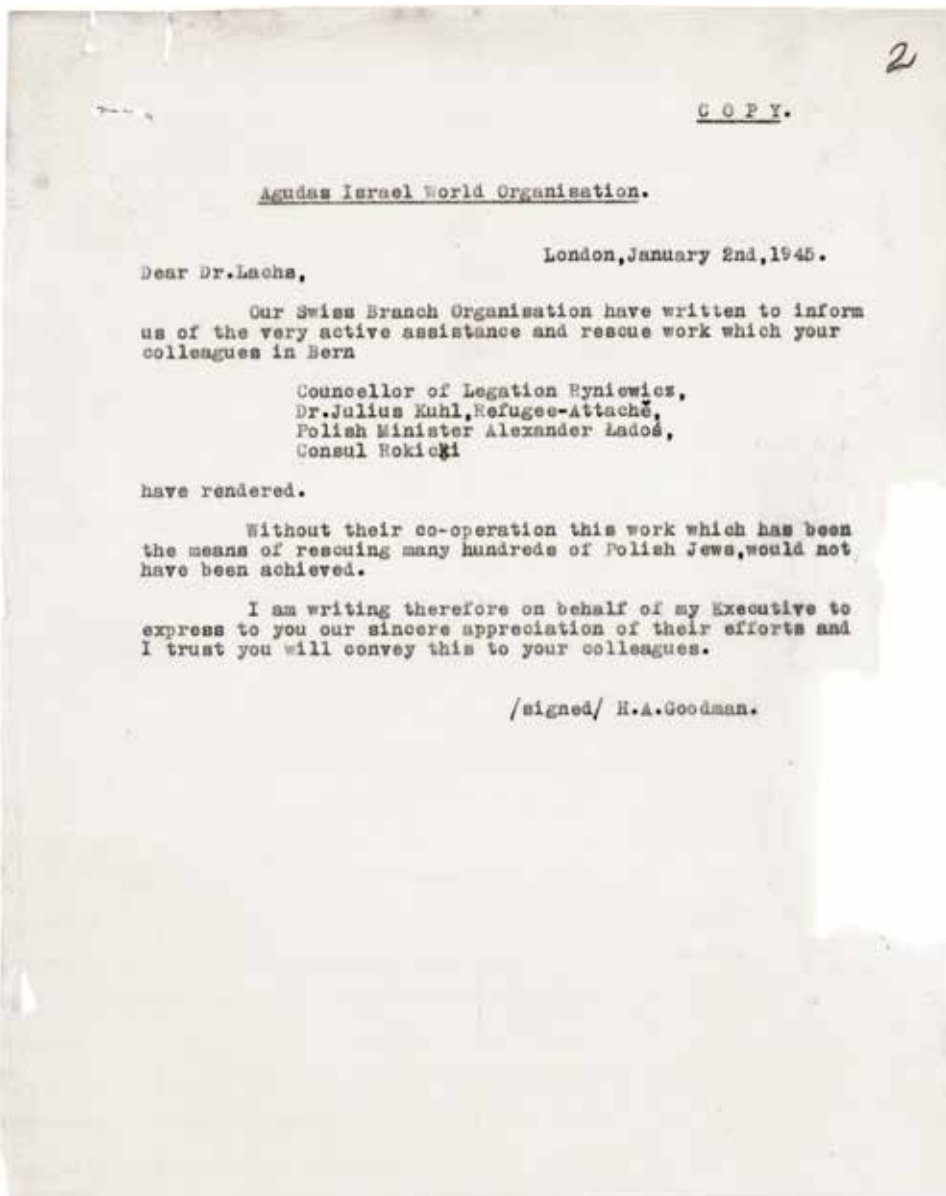 2
C O P Y.
Agudas Israel World Organisation.
London,January 2nd,1945.
Dear Dr.Lachs,
Our Swiss Branch Organisation have written to inform
us of the very active assistance and rescue work which your
colleagues in Bern
Councellor of Legation Ryniewicz,
Dr.Julius Kuhl,Refugee-Attaché,
Polish Minister Alexander Ładoś,
Consul Rokicki
have rendered.
Without their co-operation this work which has been
the means of rescuing many hundreds of Polish Jews,would not
have been achieved.
I am writing therefore on behalf of my Executive to
express to you our sincere appreciation of their efforts and
I trust you will convey this to your colleagues.
/signed/ H.A.Goodman.